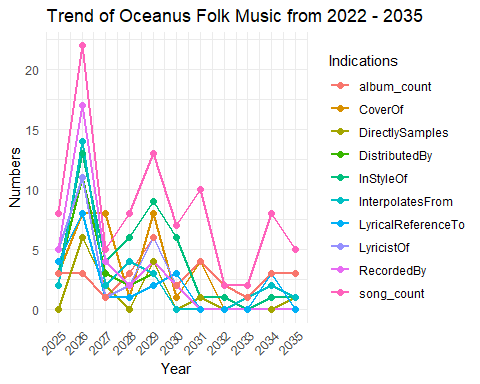 Trend of Oceanus Folk Music from 2022 - 2035
Numbers
20
15
10
5
0
2025
2026
2027
2028
2029
2030
2031
2032
2033
2034
2035
Year
Indications
album_count
CoverOf
DirectlySamples
DistributedBy
InStyleOf
InterpolatesFrom
LyricalReferenceTo
LyricistOf
RecordedBy
song_count